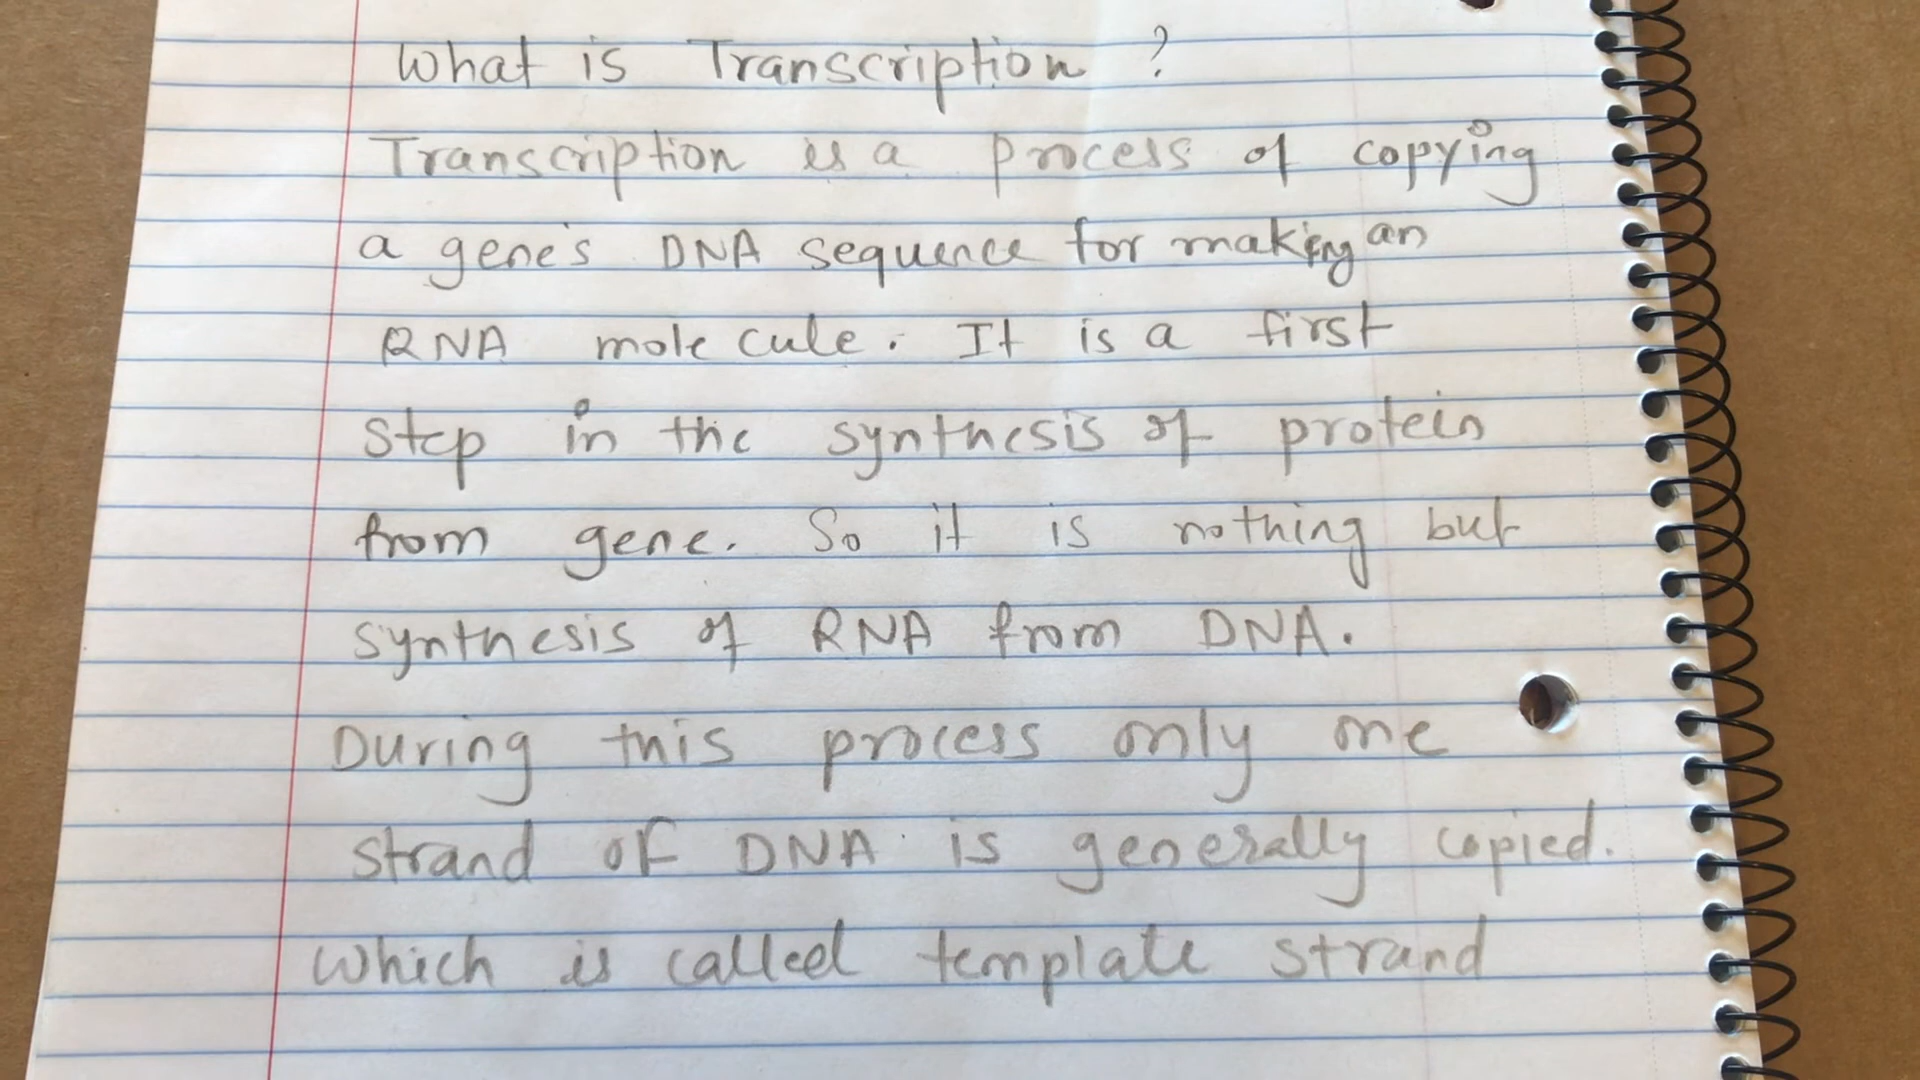 What is Transcription ?
Transcription is a process of copying
a gene's DNA sequence for making an
RNA molecule. It is a first
step in the synthesis of protein
from gene. So it is nothing but
synthesis of RNA from DNA.
During this process only one
strand of DNA is generally copied.
Which is called template strand